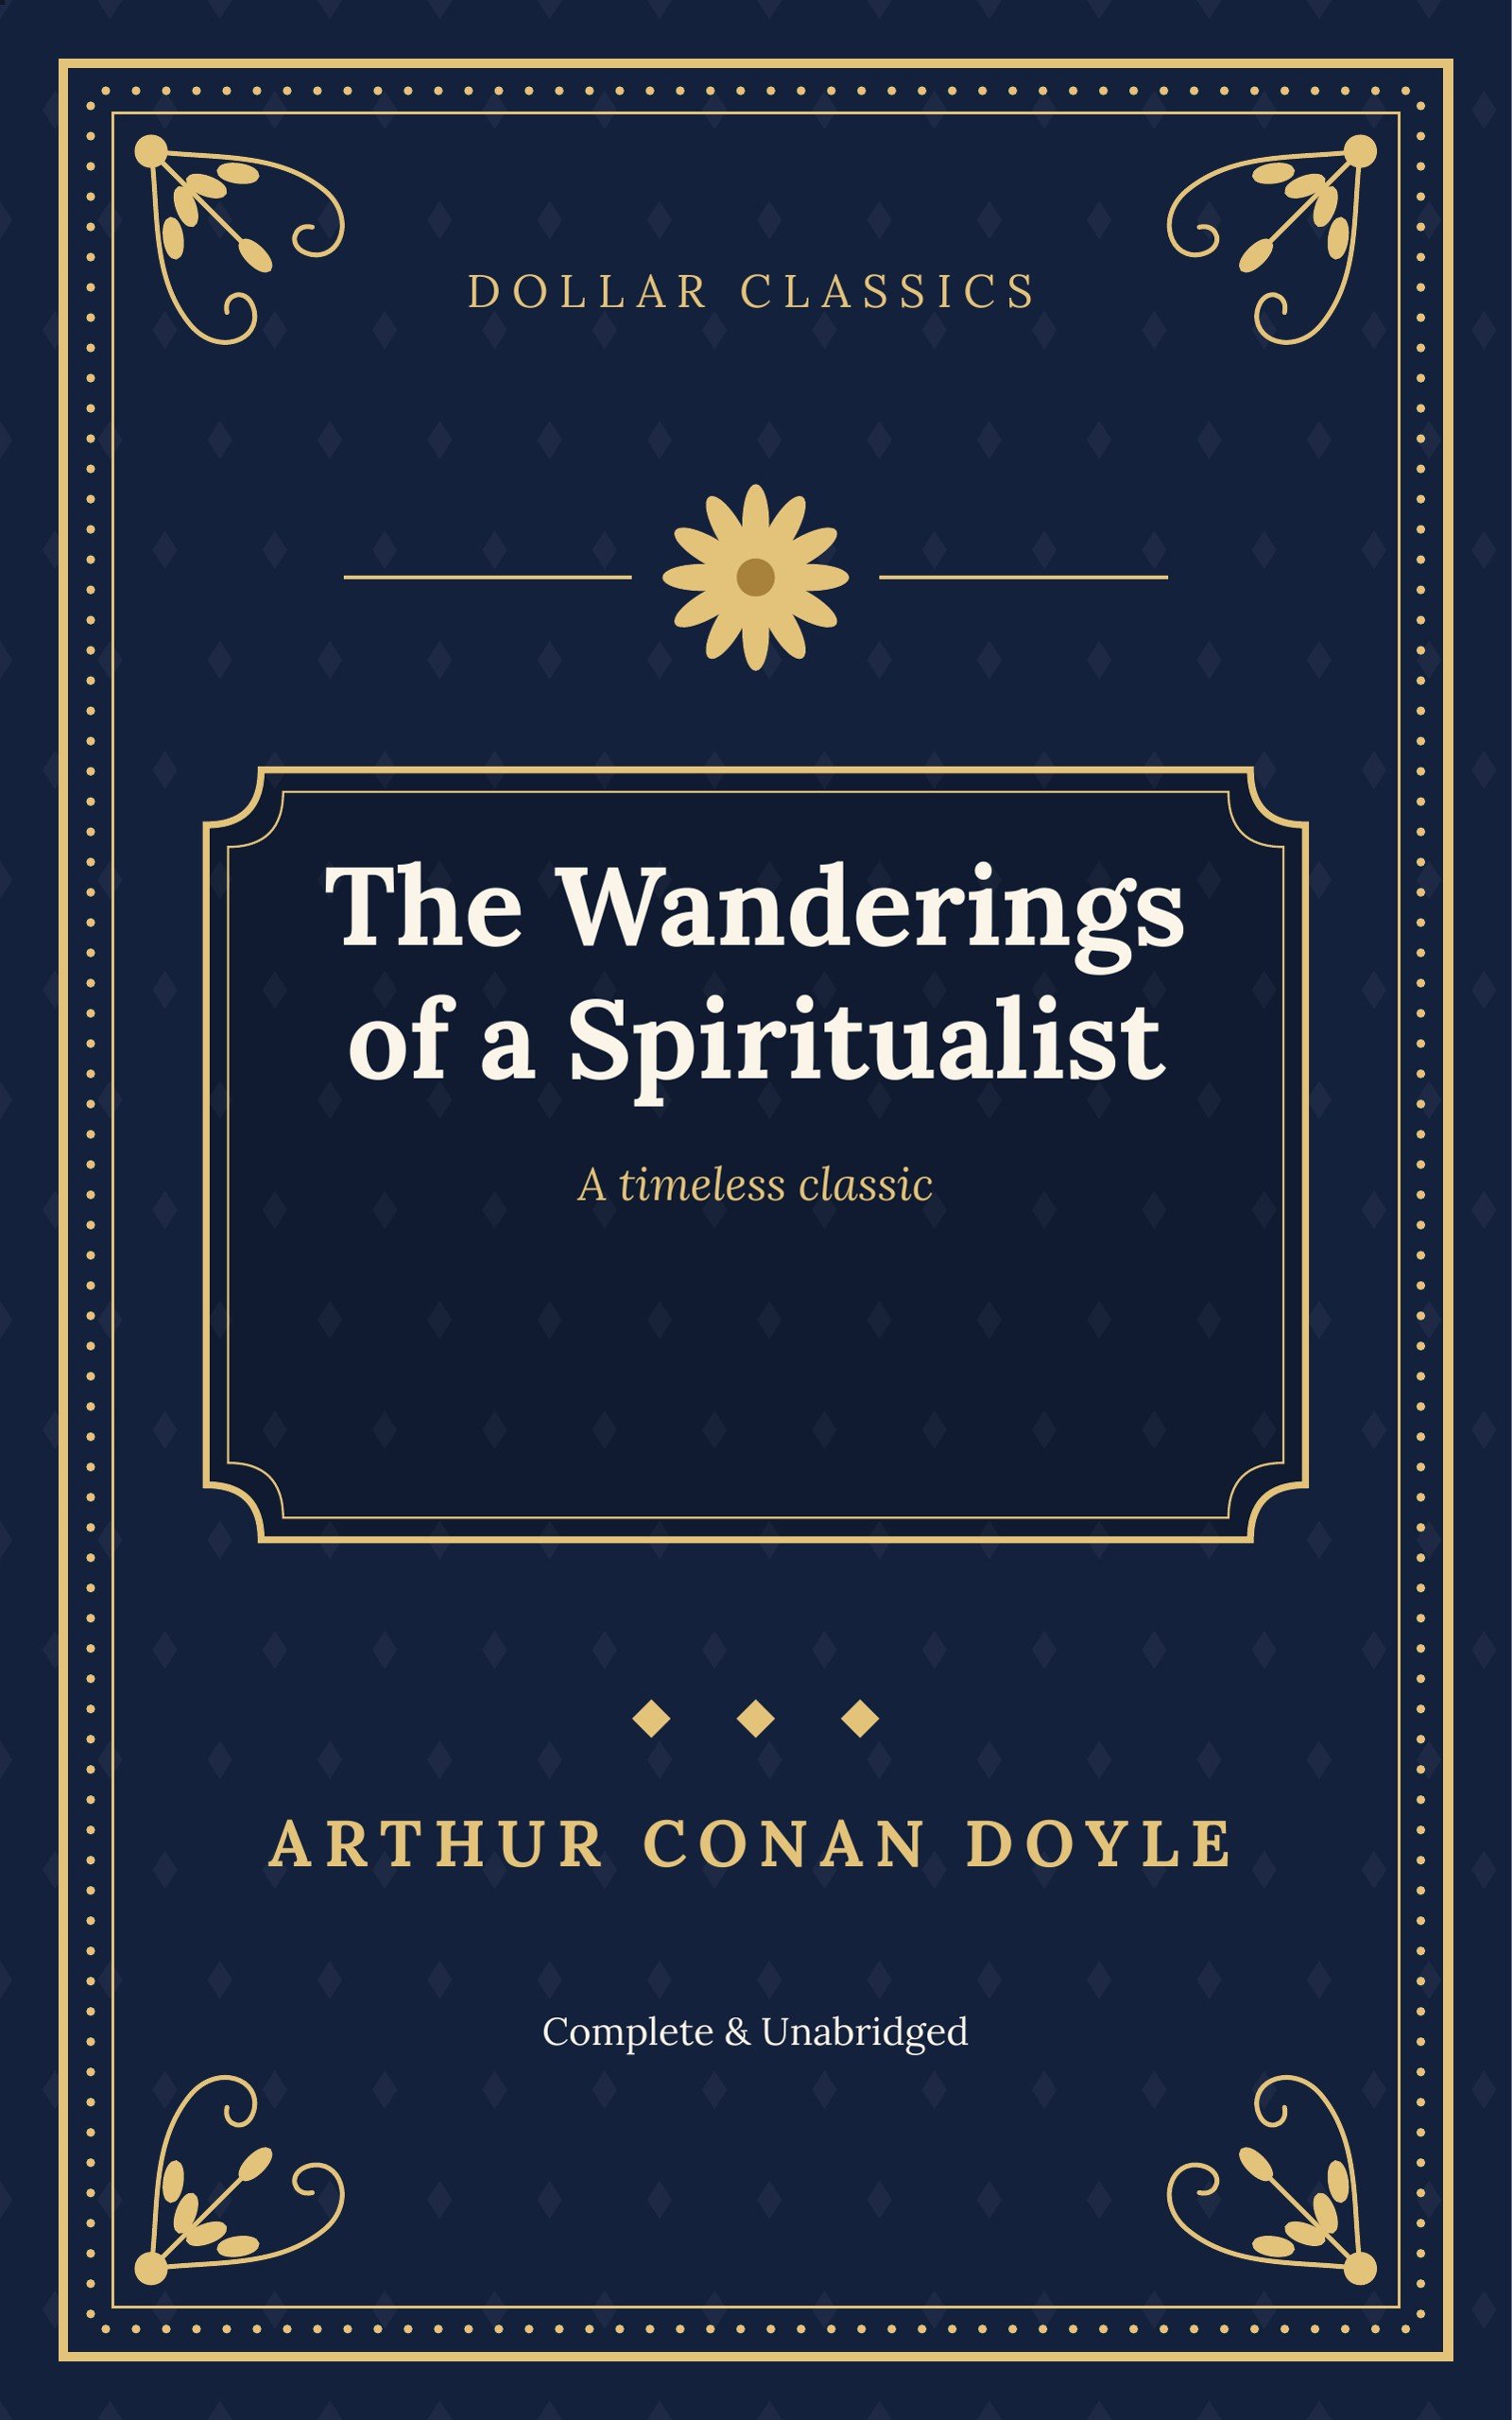 DOLLAR CLASSICS
The Wanderings
of a Spiritualist
A timeless classic
ARTHUR CONAN DOYLE
Complete & Unabridged